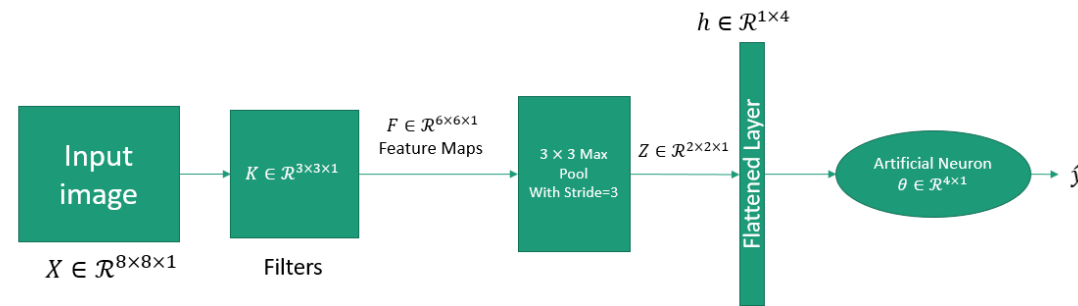 Input
image
X ∈ ℛ^{8×8×1}
K ∈ ℛ^{3×3×1}
Filters
F ∈ ℛ^{6×6×1}
Feature Maps
3 × 3 Max
Pool
With Stride=3
Z ∈ ℛ^{2×2×1}
h ∈ ℛ^{1×4}
Flattened Layer
Artificial Neuron
θ ∈ ℛ^{4×1}
ŷ